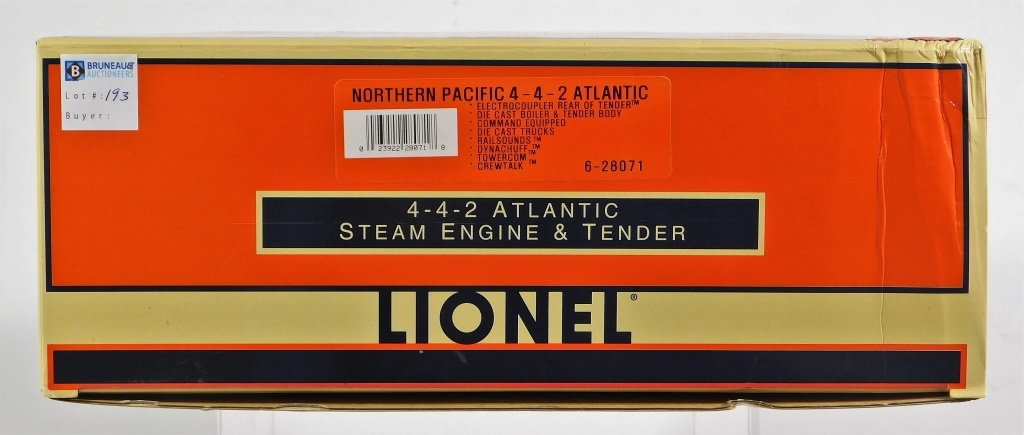 BRUNEAU&
AUCTIONEERS
Lot #: 193
Buyer:
NORTHERN PACIFIC 4-4-2 ATLANTIC
• ELECTROCOUPLER REAR OF TENDER™
• DIE CAST BOILER & TENDER BODY
• COMMAND EQUIPPED
• DIE CAST TRUCKS
• RAILSOUNDS™
• DYNACHUFF™
• TOWERCOM™
• CREWTALK™
0 23922 28071 8
6-28071
4-4-2 ATLANTIC
STEAM ENGINE & TENDER
LIONEL®